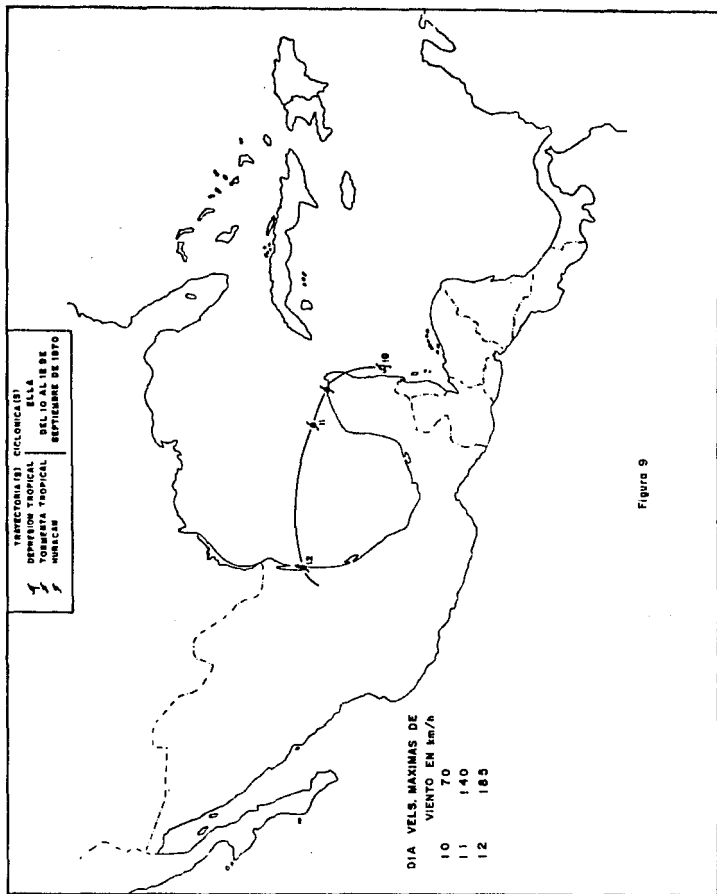 TRAYECTORIA(S) CICLONICA(S)
DEPRESION TROPICAL
TORMENTA TROPICAL
HURACAN
ELLA
DEL 10 AL 12 DE
SEPTIEMBRE DE 1970
10
11
12
DIA VELS. MAXIMAS DE
VIENTO EN km/h
10 70
11 140
12 185
Figura 9